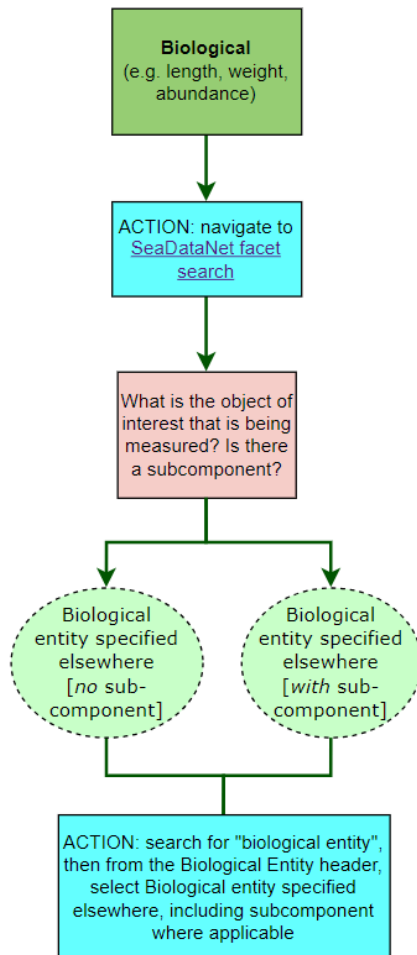 Biological
(e.g. length, weight,
abundance)
ACTION: navigate to
SeaDataNet facet
search
What is the object of
interest that is being
measured? Is there
a subcomponent?
Biological
entity specified
elsewhere
[no sub-
component]
Biological
entity specified
elsewhere
[with sub-
component]
ACTION: search for "biological entity",
then from the Biological Entity header,
select Biological entity specified
elsewhere, including subcomponent
where applicable